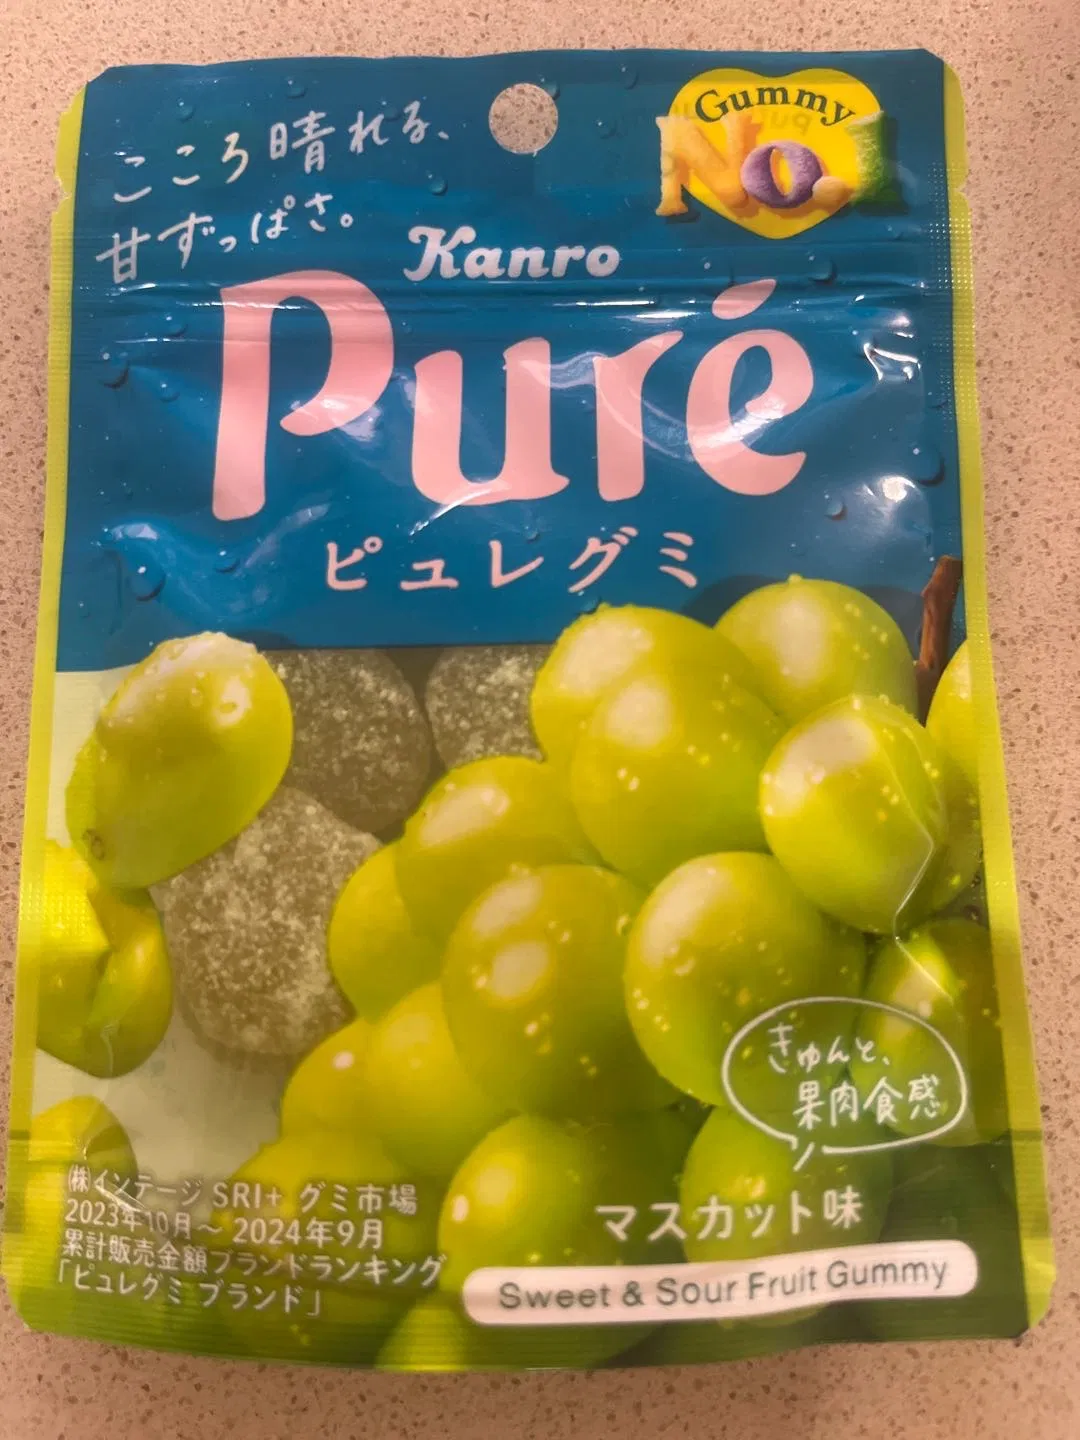 こころ晴れる、
甘ずっぱさ。
Gummy
No.1
Kanro
Puré
ピュレグミ
きゅんと、
果肉食感
㈱インテージ SRI+ グミ市場
2023年10月～2024年9月
累計販売金額ブランドランキング
「ピュレグミ ブランド」
マスカット味
Sweet & Sour Fruit Gummy